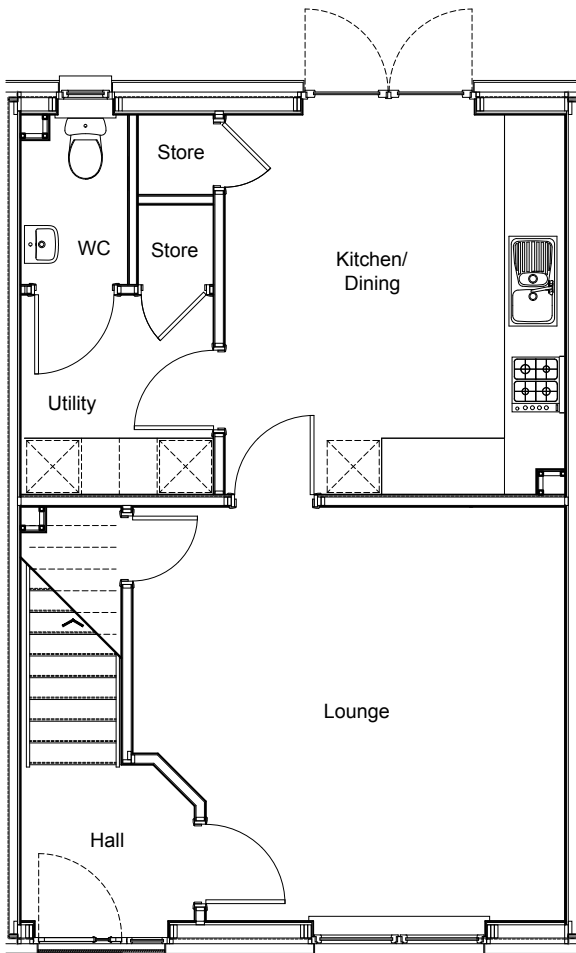 Store
WC
Store
Kitchen/
Dining
Utility
Lounge
Hall